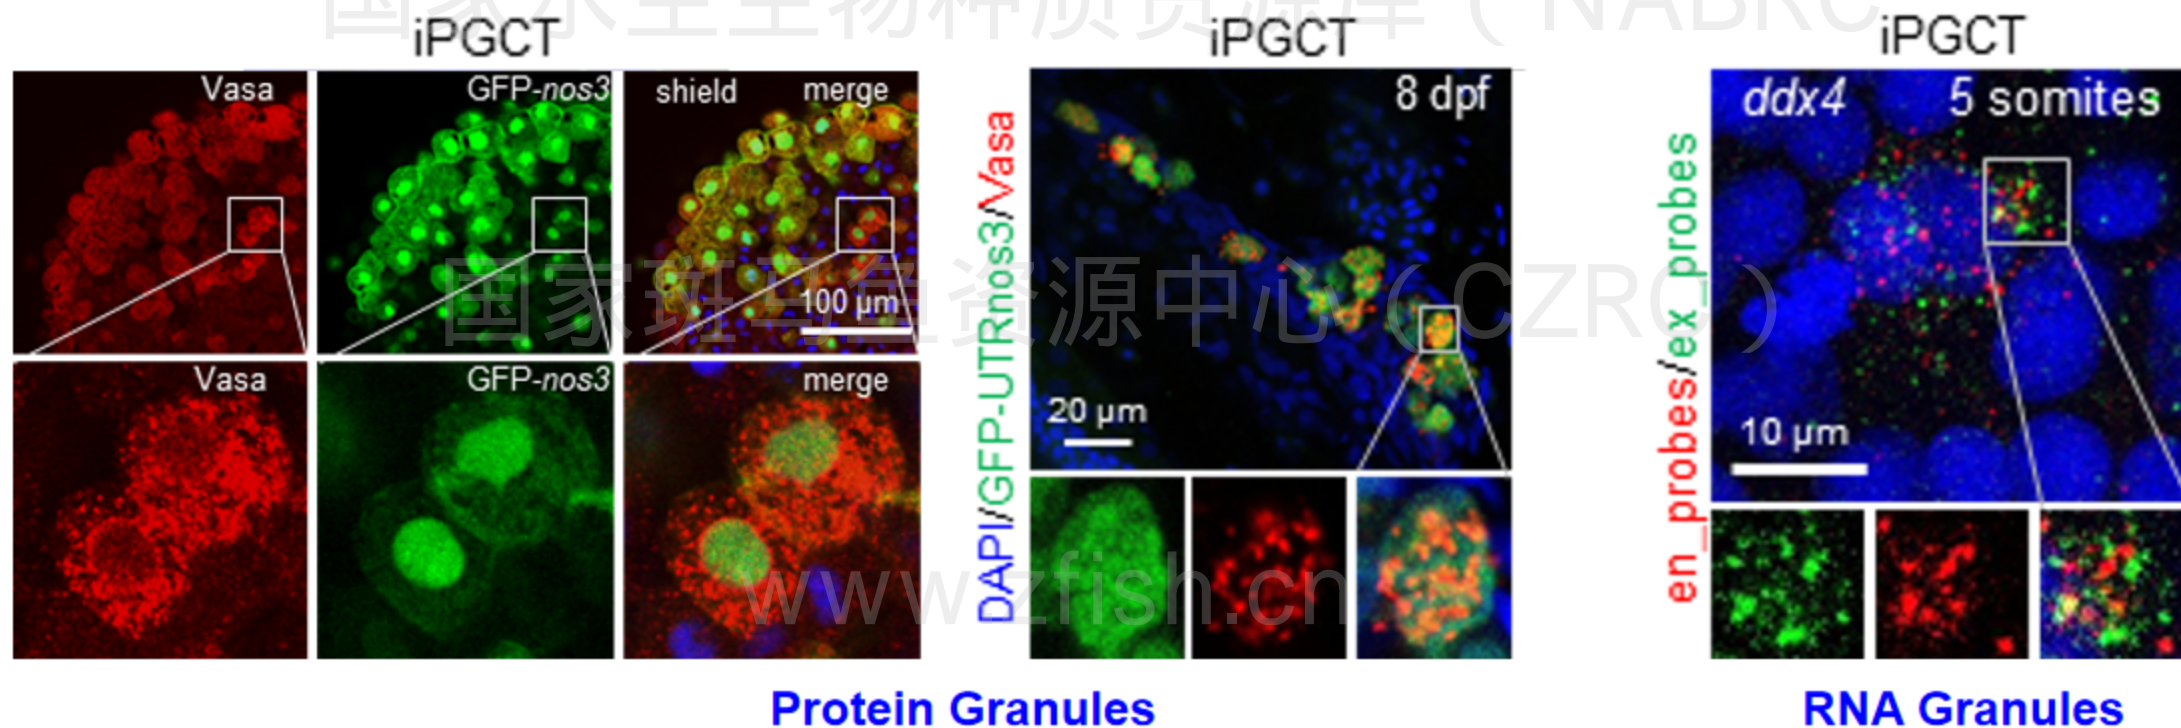 国家水生生物种质资源库 ( NABRC
iPGCT
iPGCT
iPGCT
Vasa
GFP-nos3
shield
merge
100 µm
Vasa
GFP-nos3
merge
DAPI/GFP-UTRnos3/Vasa
8 dpf
20 µm
en_probes/ex_probes
ddx4
5 somites
10 µm
国家斑马鱼资源中心 ( CZRC )
www.zfish.cn
Protein Granules
RNA Granules